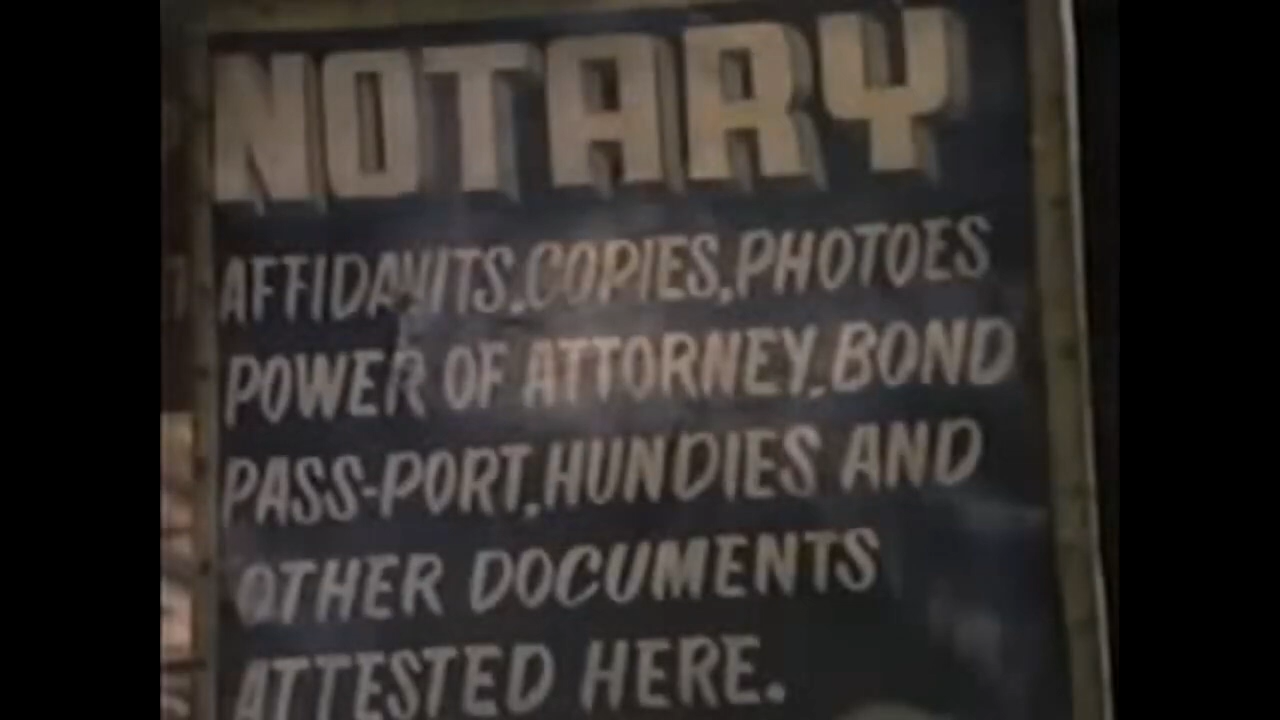 NOTARY
AFFIDAVITS,COPIES,PHOTOES
POWER OF ATTORNEY,BOND
PASS-PORT,HUNDIES AND
OTHER DOCUMENTS
ATTESTED HERE.